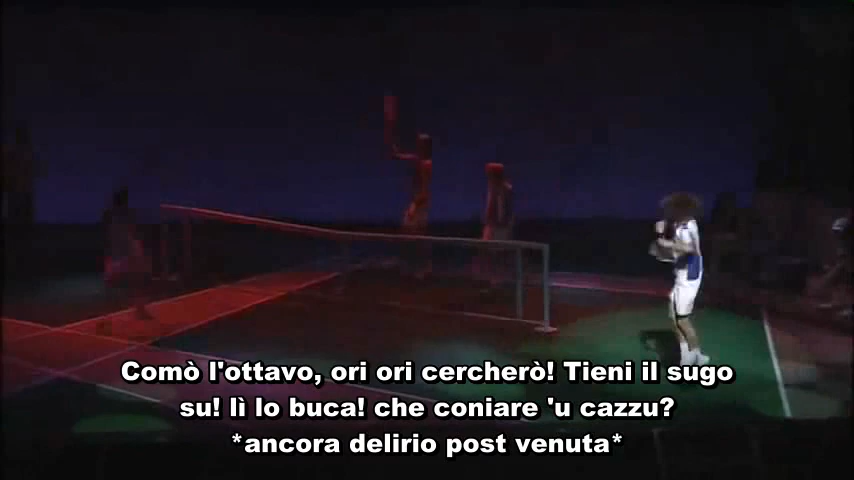 Comò l'ottavo, ori ori cercherò! Tieni il sugo
su! lì lo buca! che coniare 'u cazzu?
*ancora delirio post venuta*